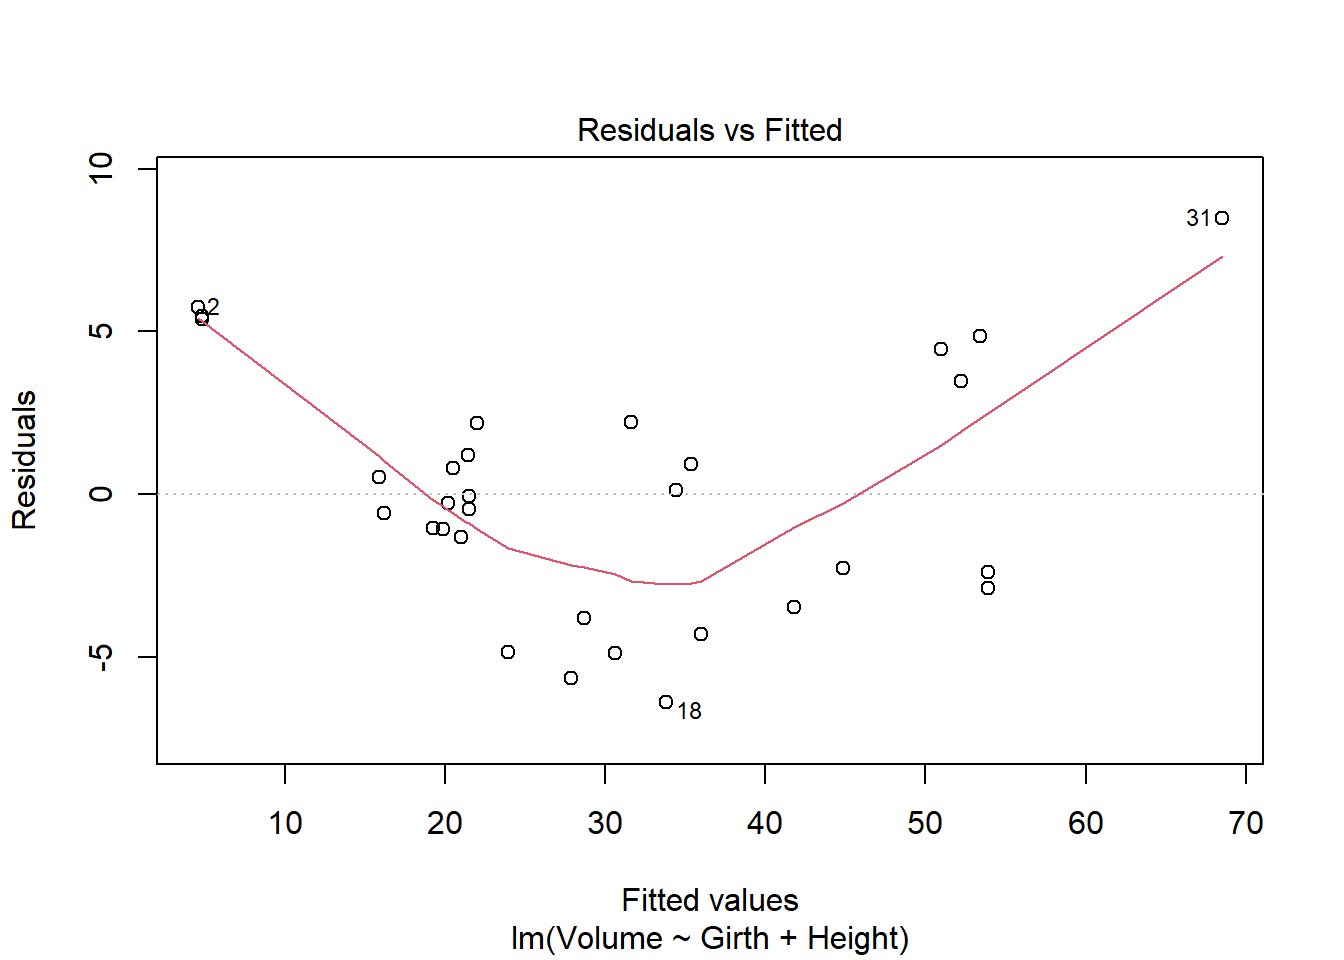 Residuals vs Fitted
Residuals
10
5
0
-5
2
31
18
10 20 30 40 50 60 70
Fitted values
lm(Volume ~ Girth + Height)